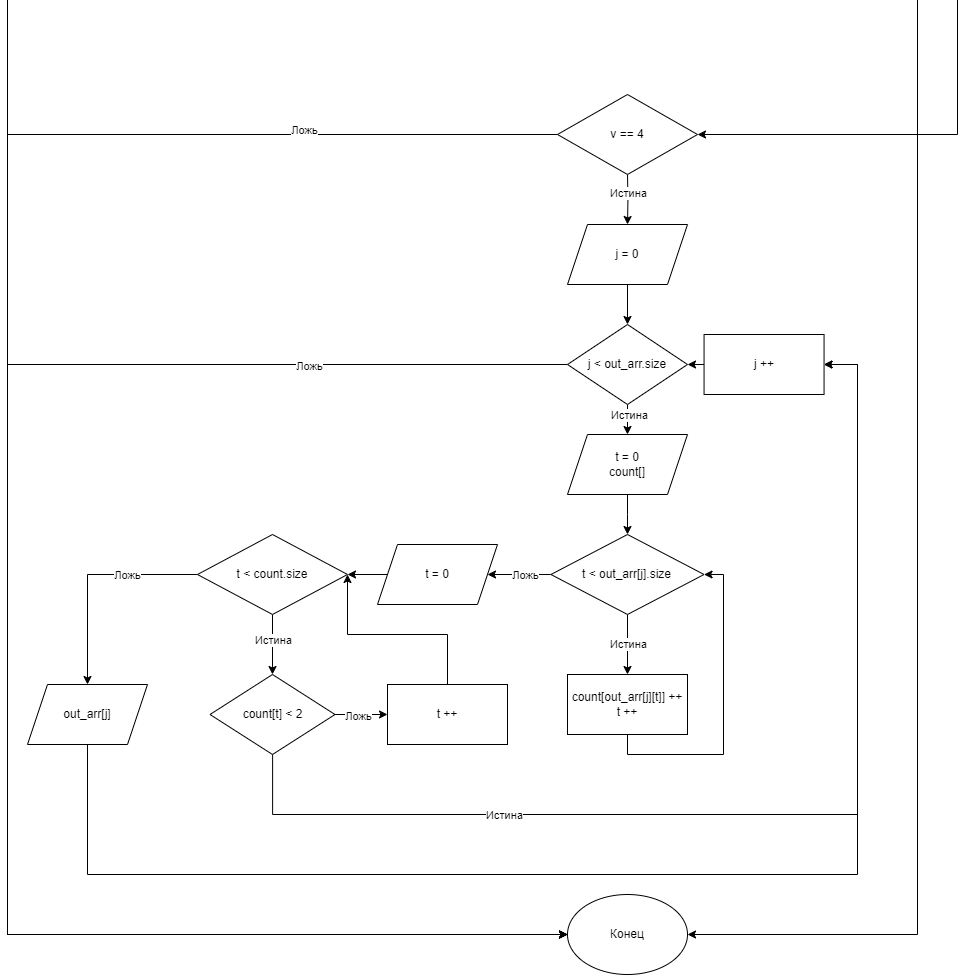 v == 4
Ложь
Истина
j = 0
j < out_arr.size
j ++
Ложь
Истина
t = 0
count[]
t < out_arr[j].size
Ложь
t = 0
t < count.size
Ложь
Истина
Истина
count[out_arr[j][t]] ++
t ++
out_arr[j]
count[t] < 2
Ложь
t ++
Истина
Конец